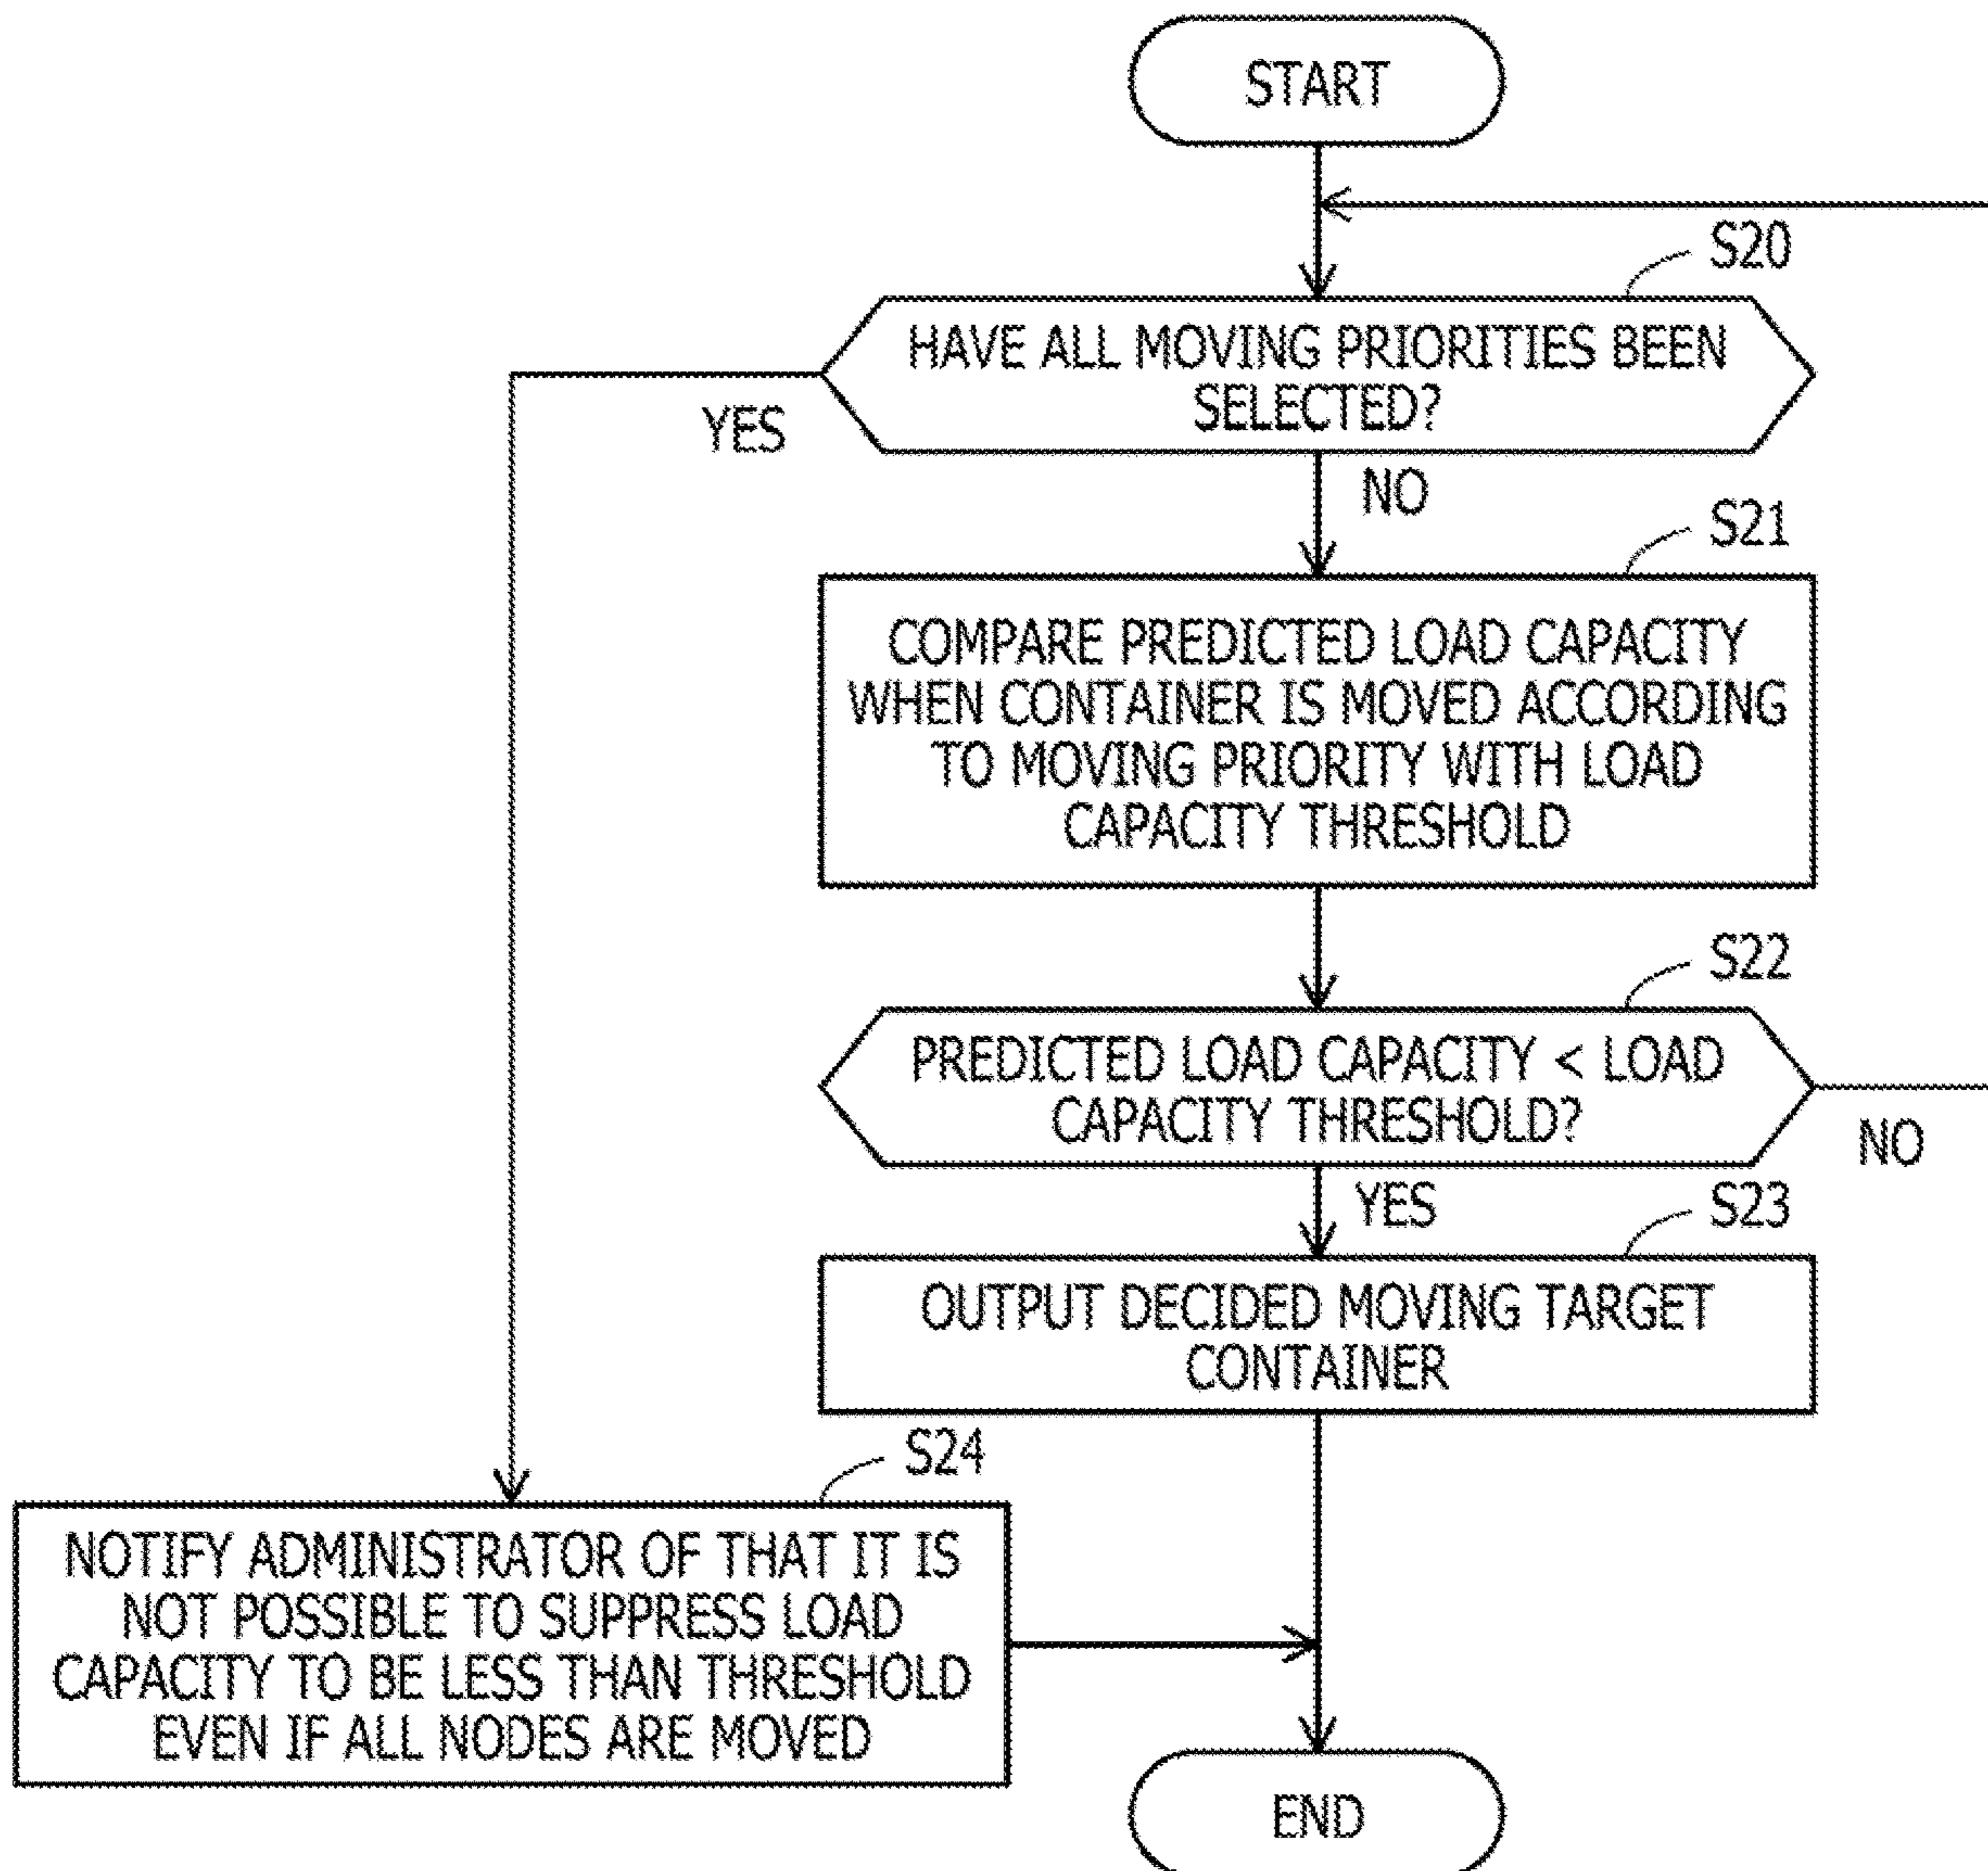 START
S20
HAVE ALL MOVING PRIORITIES BEEN
SELECTED?
YES
NO
S21
COMPARE PREDICTED LOAD CAPACITY
WHEN CONTAINER IS MOVED ACCORDING
TO MOVING PRIORITY WITH LOAD
CAPACITY THRESHOLD
S22
PREDICTED LOAD CAPACITY < LOAD
CAPACITY THRESHOLD?
NO
YES
S23
OUTPUT DECIDED MOVING TARGET
CONTAINER
S24
NOTIFY ADMINISTRATOR OF THAT IT IS
NOT POSSIBLE TO SUPPRESS LOAD
CAPACITY TO BE LESS THAN THRESHOLD
EVEN IF ALL NODES ARE MOVED
END